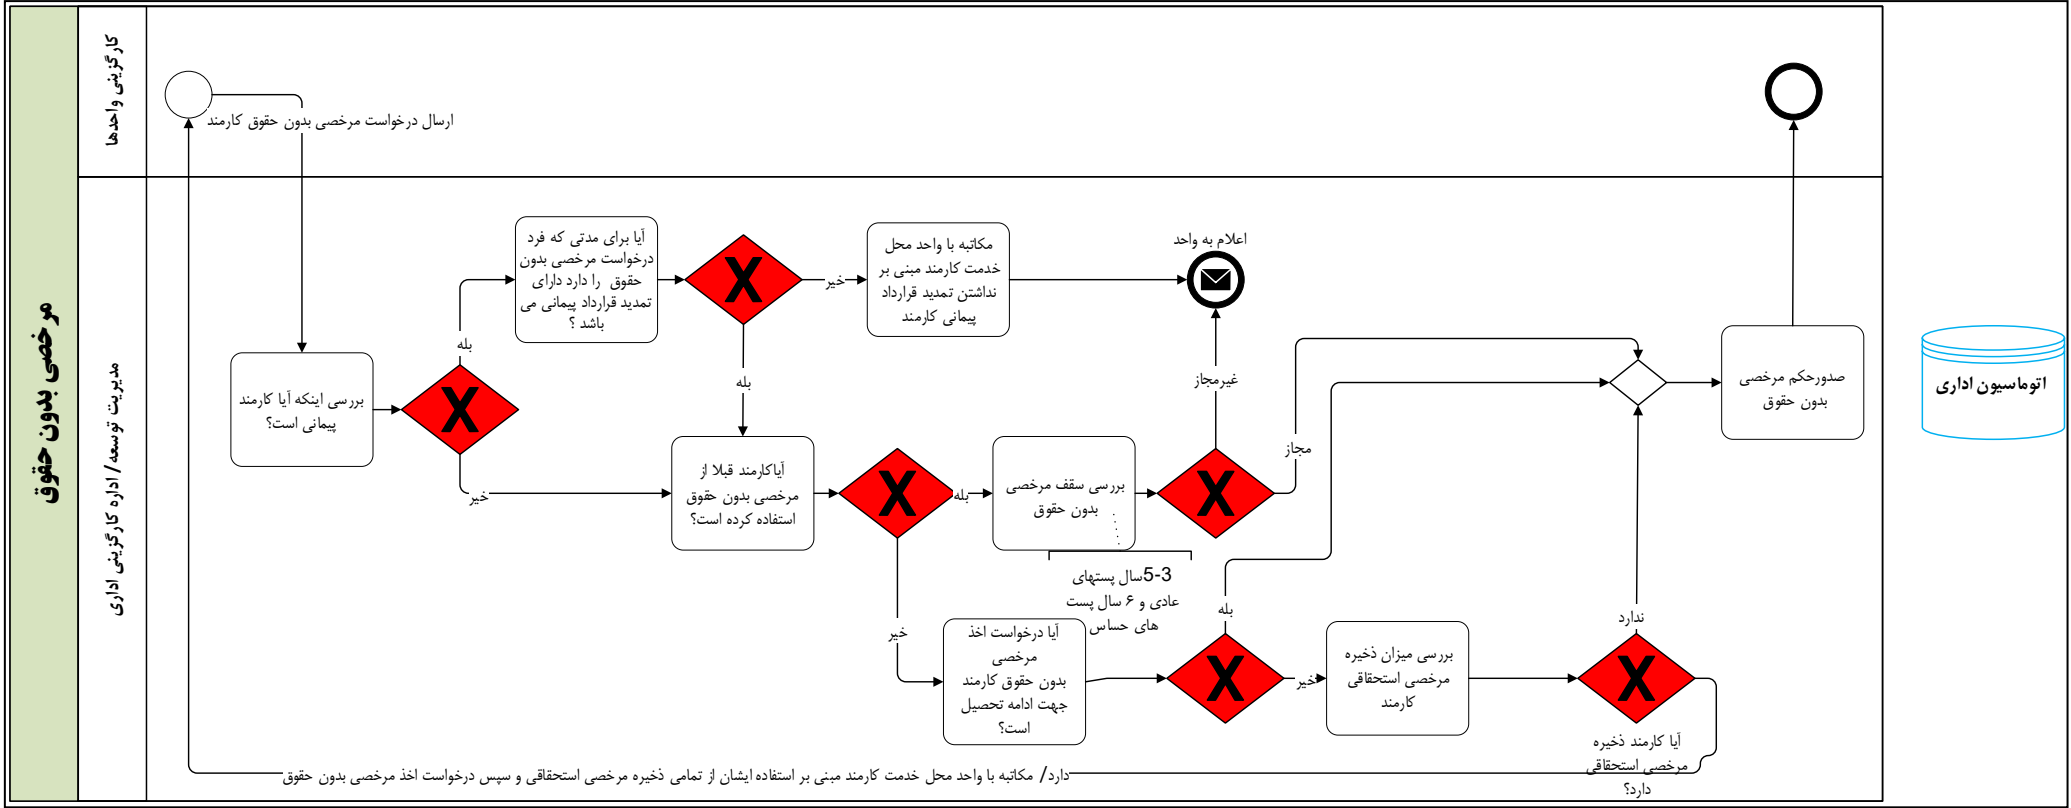 مرخصی بدون حقوق
کارگزینی واحدها
ارسال درخواست مرخصی بدون حقوق کارمند
مدیریت توسعه/ اداره کارگزینی اداری
بررسی اینکه آیا کارمند
پیمانی است؟
بله
خیر
آیا برای مدتی که فرد
درخواست مرخصی بدون
حقوق را دارد دارای
تمدید قرارداد پیمانی می
باشد ؟
خیر
بله
مکاتبه با واحد محل
خدمت کارمند مبنی بر
نداشتن تمدید قرارداد
پیمانی کارمند
اعلام به واحد
آیاکارمند قبلا از
مرخصی بدون حقوق
استفاده کرده است؟
بله
خیر
بررسی سقف مرخصی
بدون حقوق
5-3سال پستهای
عادی و ۶ سال پست
های حساس
غیرمجاز
مجاز
آیا درخواست اخذ
مرخصی
بدون حقوق کارمند
جهت ادامه تحصیل
است؟
بله
خیر
بررسی میزان ذخیره
مرخصی استحقاقی
کارمند
ندارد
آیا کارمند ذخیره
مرخصی استحقاقی
دارد؟
دارد/ مکاتبه با واحد محل خدمت کارمند مبنی بر استفاده ایشان از تمامی ذخیره مرخصی استحقاقی و سپس درخواست اخذ مرخصی بدون حقوق
صدورحکم مرخصی
بدون حقوق
اتوماسیون اداری